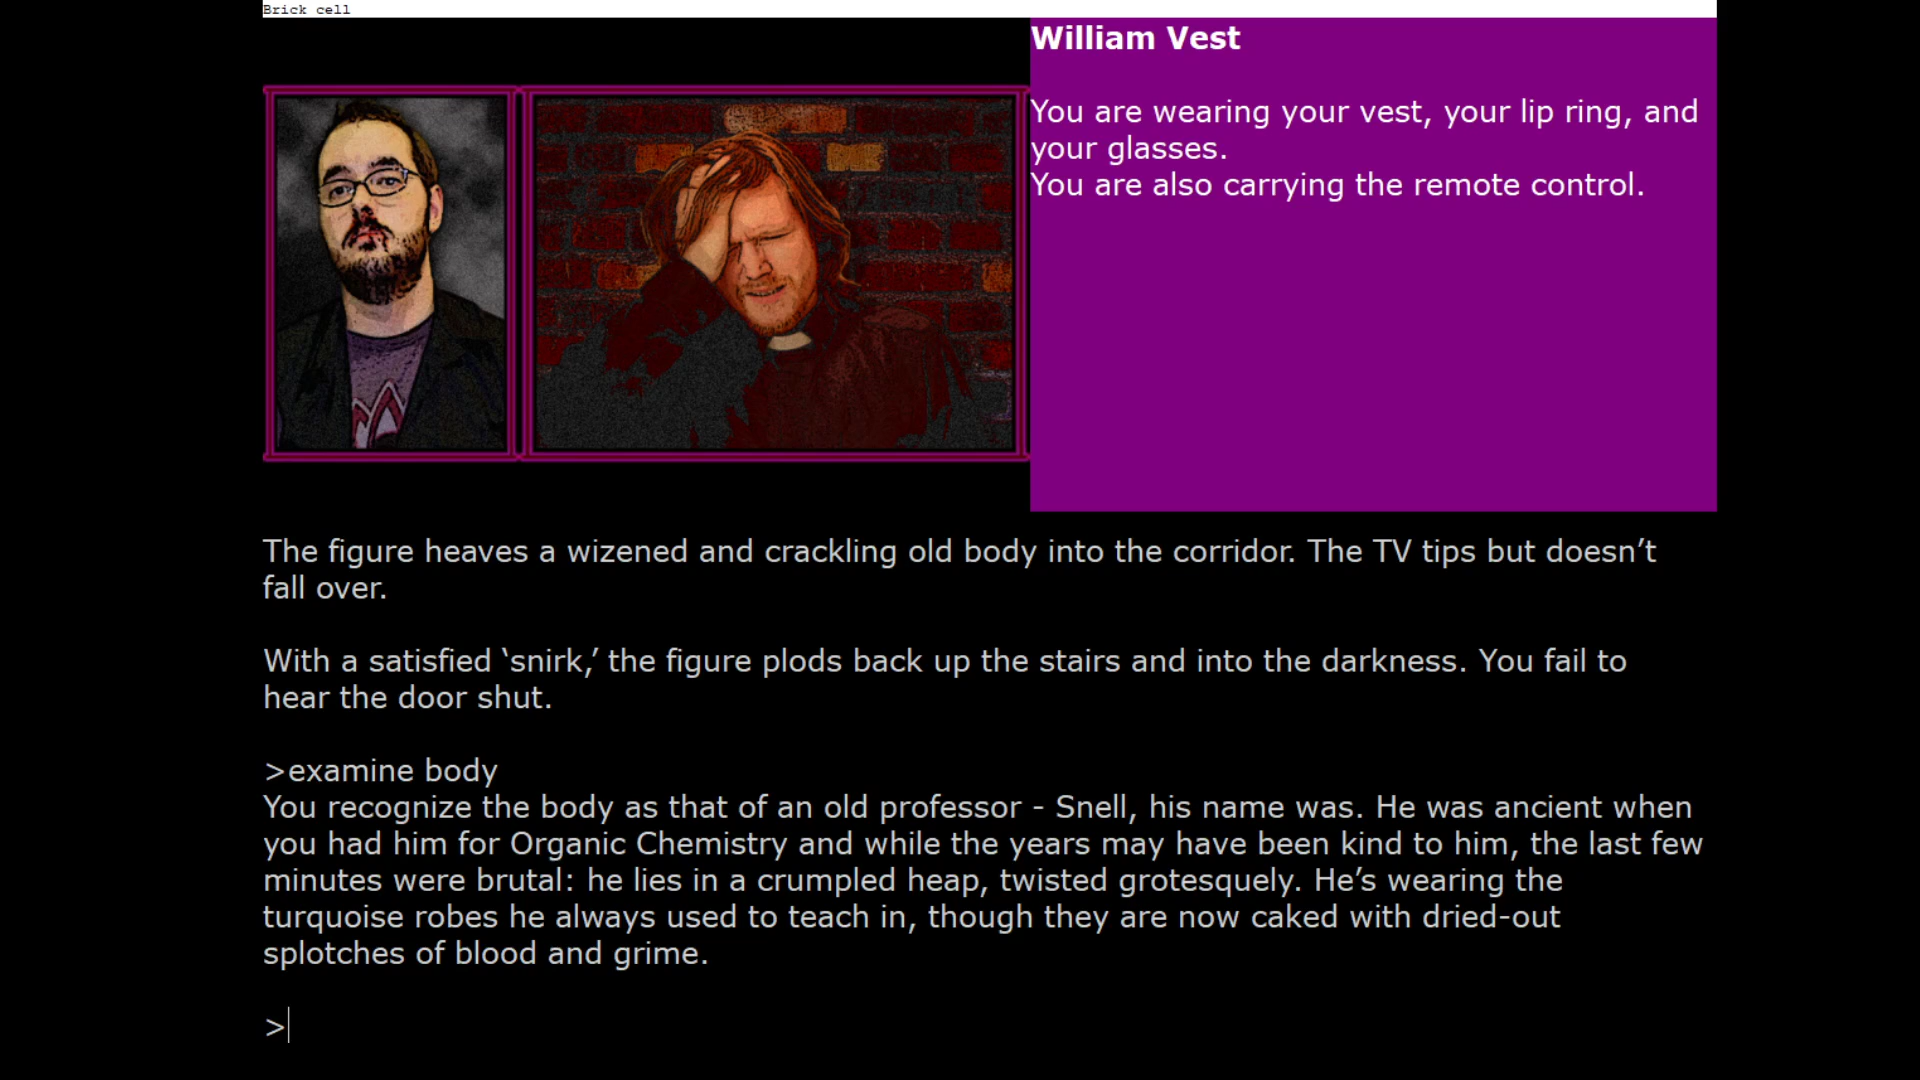 Brick cell
William Vest
You are wearing your vest, your lip ring, and
your glasses.
You are also carrying the remote control.
The figure heaves a wizened and crackling old body into the corridor. The TV tips but doesn’t
fall over.
With a satisfied ‘snirk,’ the figure plods back up the stairs and into the darkness. You fail to
hear the door shut.
>examine body
You recognize the body as that of an old professor - Snell, his name was. He was ancient when
you had him for Organic Chemistry and while the years may have been kind to him, the last few
minutes were brutal: he lies in a crumpled heap, twisted grotesquely. He’s wearing the
turquoise robes he always used to teach in, though they are now caked with dried-out
splotches of blood and grime.
>